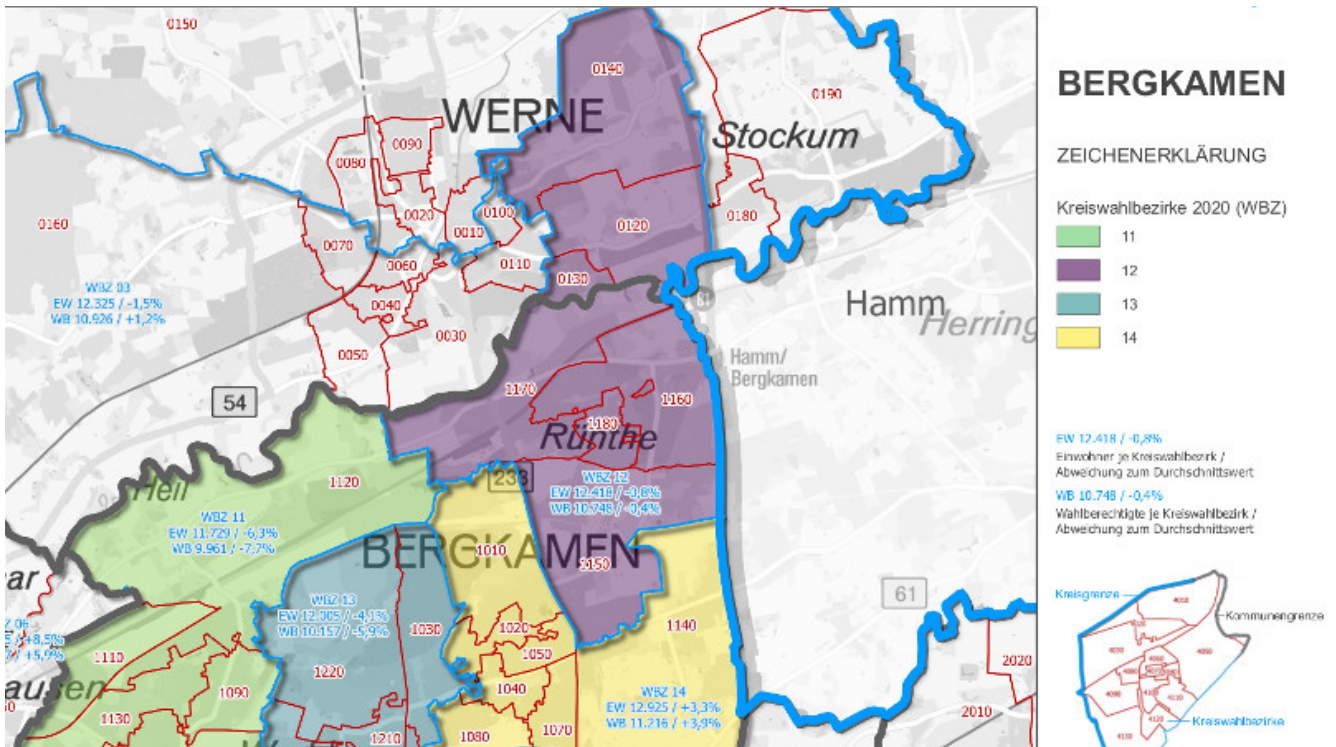 0150
0140
0190
WERNE
Stockum
0090
0080
0160
0020
0100
0010
0180
0120
0070
0060
0110
0130
WBZ 03
EW 12.325 / -1,5%
WB 10.926 / +1,2%
0040
0030
0050
61
Hamm
Herring
Hamm/
Bergkamen
54
1170
1160
1180
Rünthe
233
WBZ 12
EW 12.418 / -0,8%
WB 10.748 / -0,4%
1120
Heil
WBZ 11
EW 11.729 / -6,3%
WB 9.961 / -7,7%
BERGKAMEN
1010
1150
ar
61
WBZ 13
EW 12.005 / -4,1%
WB 10.157 / -5,9%
1030
1020
1140
1050
1110
1220
2020
ausen
1090
1040
WBZ 14
EW 12.925 / +3,3%
WB 11.216 / +3,9%
1130
1210
1080
1070
2010
BERGKAMEN
ZEICHENERKLÄRUNG
Kreiswahlbezirke 2020 (WBZ)
11
12
13
14
EW 12.418 / -0,8%
Einwohner je Kreiswahlbezirk /
Abweichung zum Durchschnittswert
WB 10.748 / -0,4%
Wahlberechtigte je Kreiswahlbezirk /
Abweichung zum Durchschnittswert
Kreisgrenze
4010
Kommunengrenze
4050
Kreiswahlbezirke